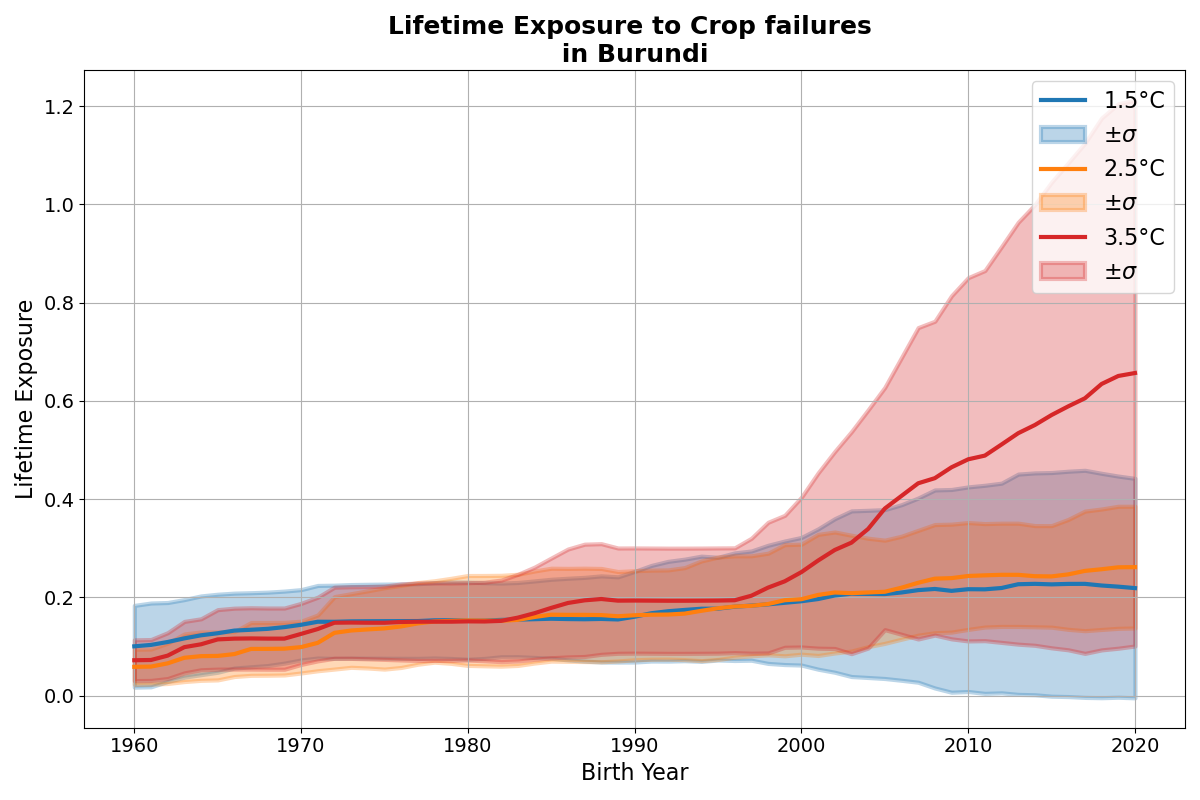 Lifetime Exposure to Crop failures
in Burundi
1.2
1.0
0.8
0.6
0.4
0.2
0.0
Lifetime Exposure
1960 1970 1980 1990 2000 2010 2020
Birth Year
1.5°C
±σ
2.5°C
±σ
3.5°C
±σ